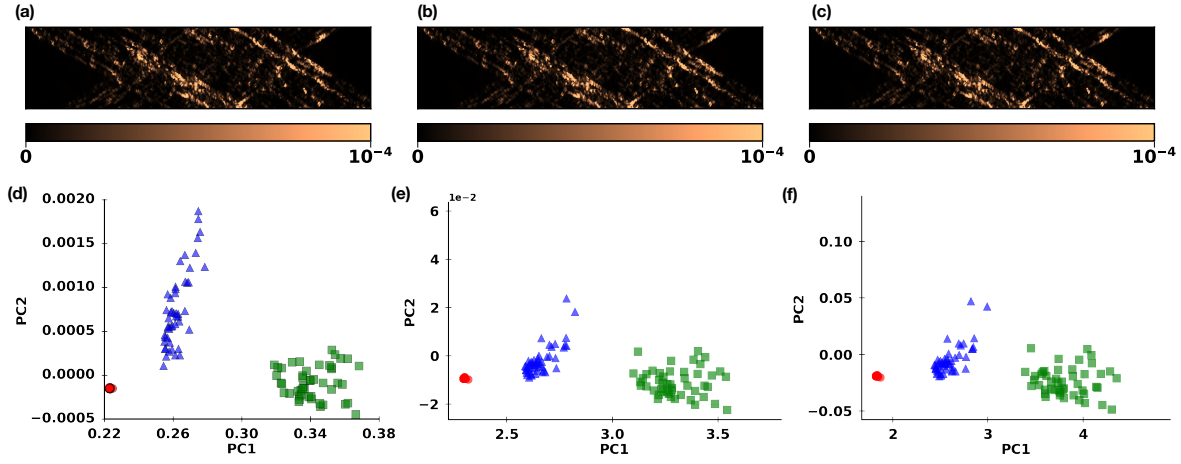 (a) (b) (c)
0 10⁻⁴ 0 10⁻⁴ 0 10⁻⁴
(d) (e) (f)
0.0020
0.0015
0.0010
0.0005
0.0000
−0.0005
PC2
0.22 0.26 0.30 0.34 0.38
PC1
1e−2
6
4
2
0
−2
PC2
2.5 3.0 3.5
PC1
0.10
0.05
0.00
−0.05
PC2
2 3 4
PC1